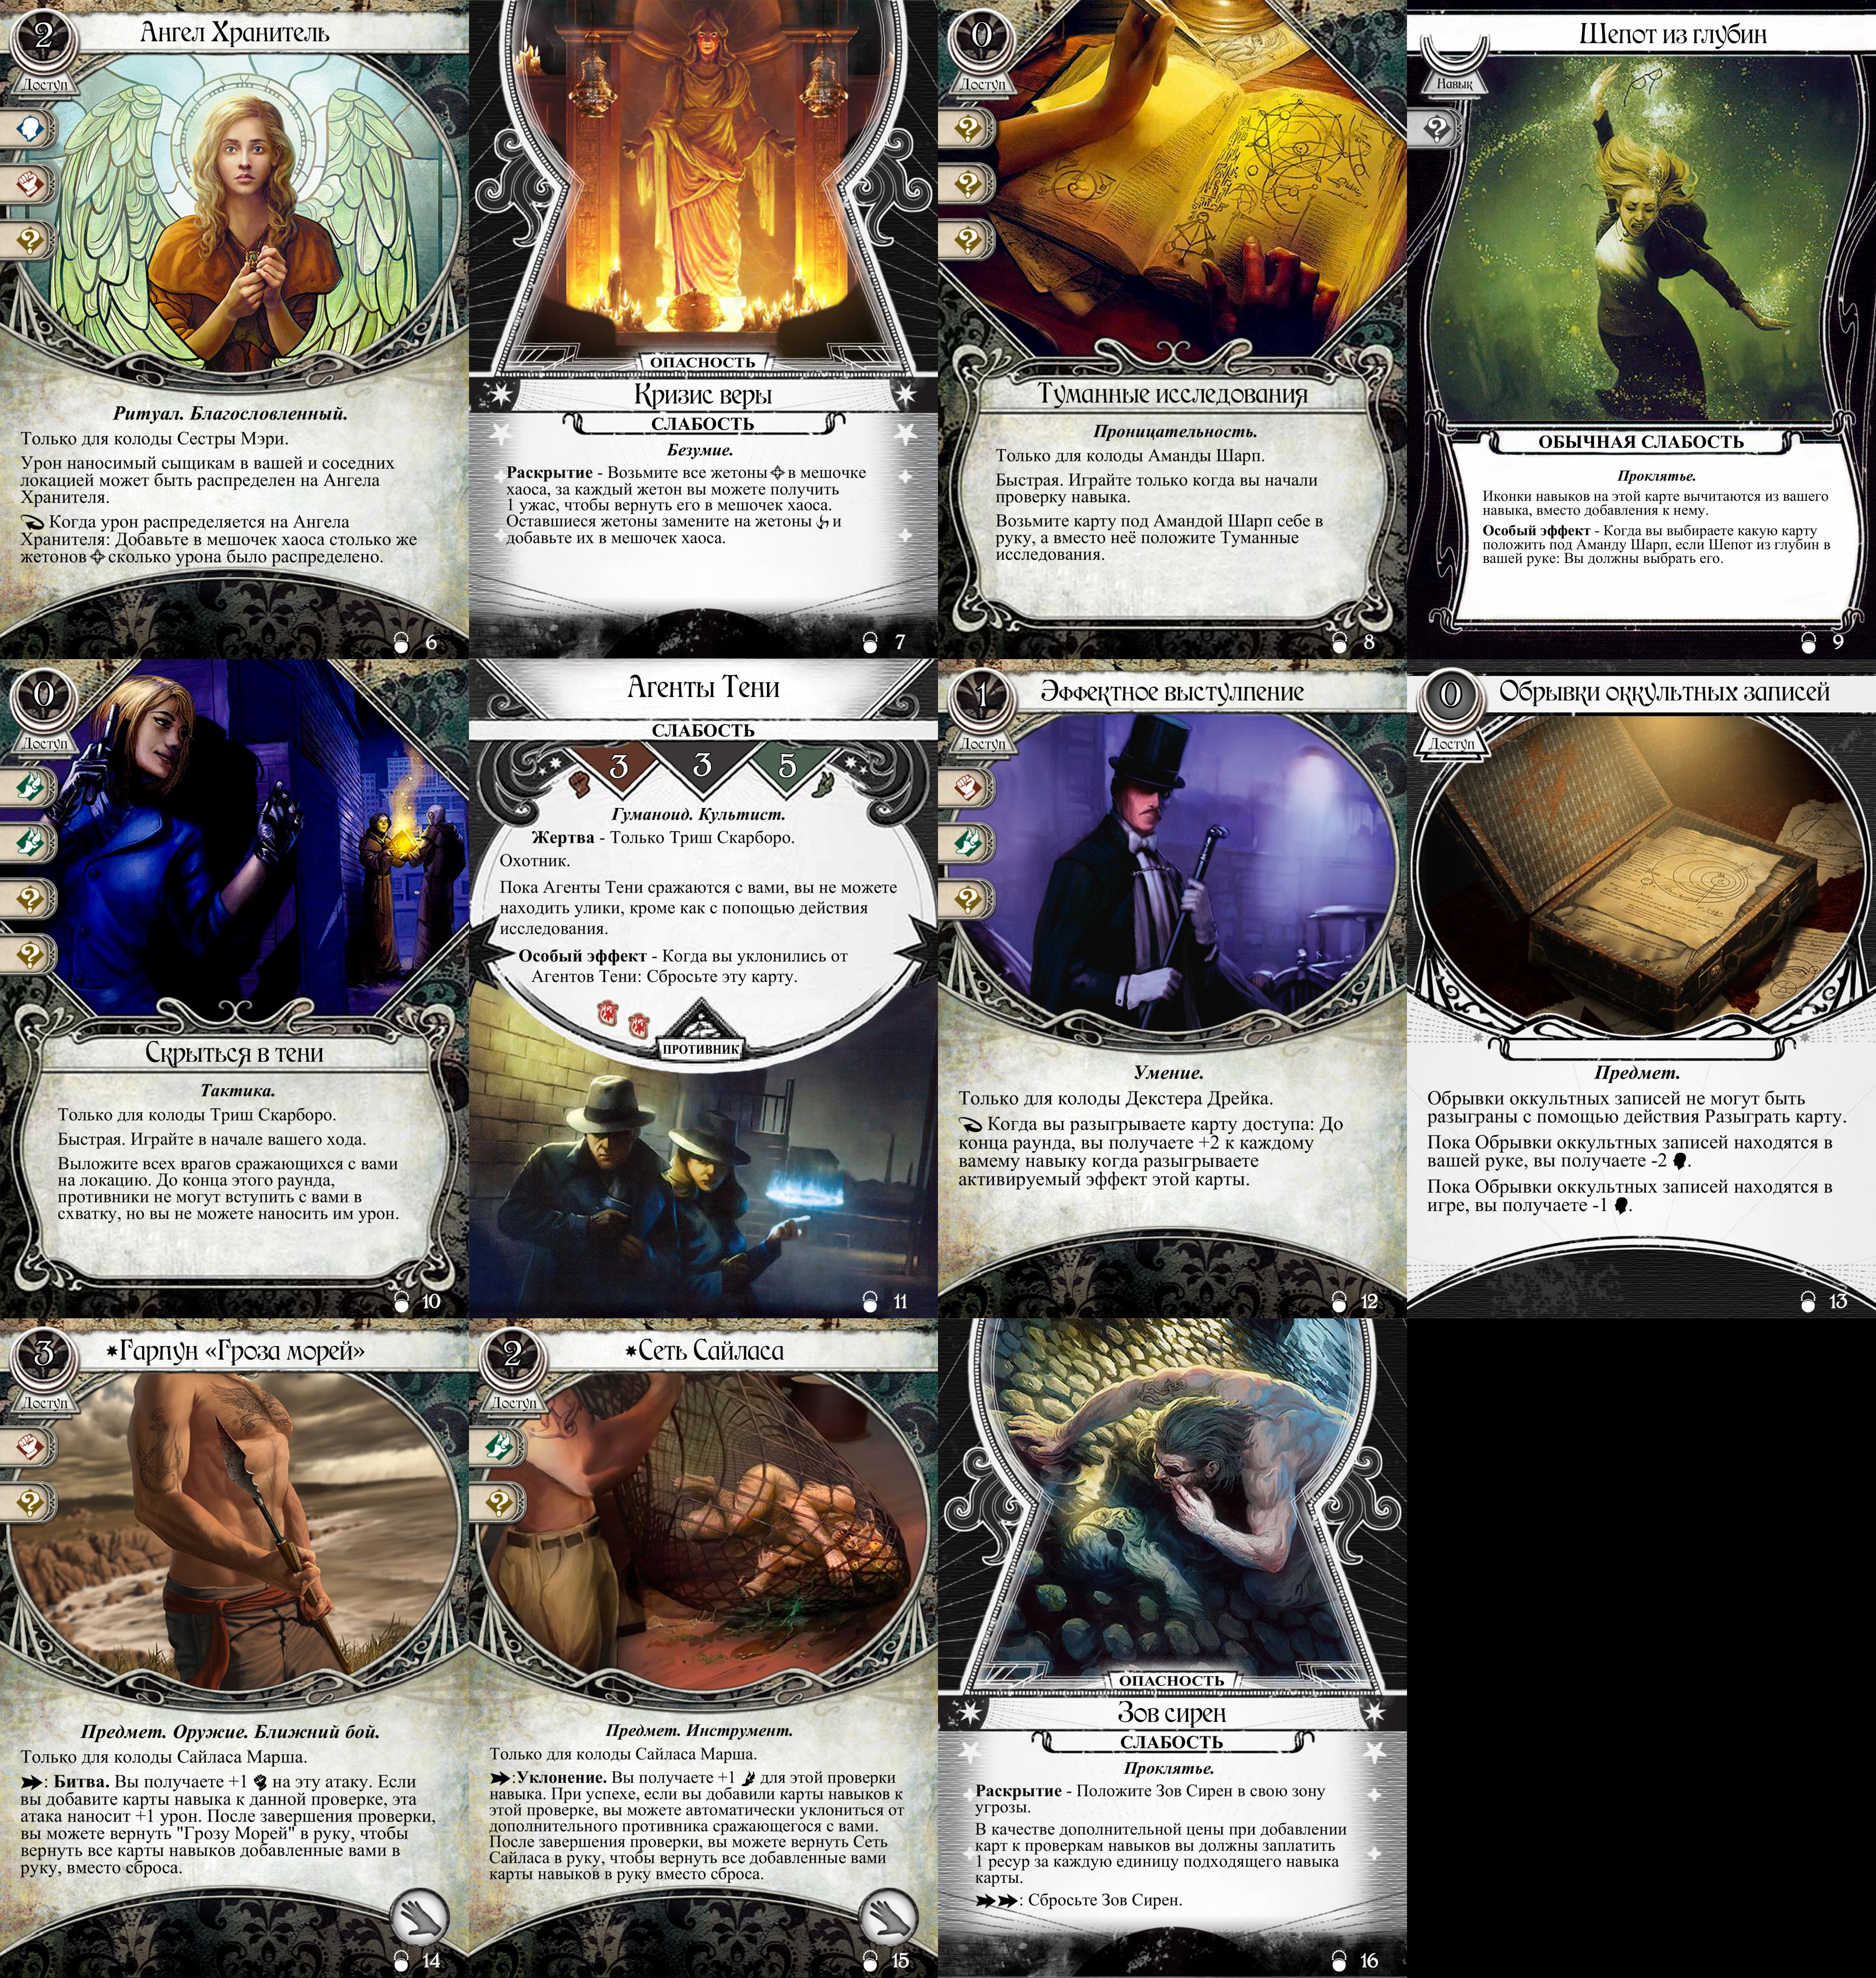 2
Ангел Хранитель
Доступ
Ритуал. Благословленный.
Только для колоды Сестры Мэри.
Урон наносимый сыщикам в вашей и соседних
локацией может быть распределен на Ангела
Хранителя.
Когда урон распределяется на Ангела
Хранителя: Добавьте в мешочек хаоса столько же
жетонов сколько урона было распределено.
6
ОПАСНОСТЬ
Кризис веры
СЛАБОСТЬ
Безумие.
Раскрытие - Возьмите все жетоны в мешочке
хаоса, за каждый жетон вы можете получить
1 ужас, чтобы вернуть его в мешочек хаоса.
Оставшиеся жетоны замените на жетоны и
добавьте их в мешочек хаоса.
7
0
Доступ
Туманные исследования
Проницательность.
Только для колоды Аманды Шарп.
Быстрая. Играйте только когда вы начали
проверку навыка.
Возьмите карту под Амандой Шарп себе в
руку, а вместо неё положите Туманные
исследования.
8
Шепот из глубин
Навык
ОБЫЧНАЯ СЛАБОСТЬ
Проклятье.
Иконки навыков на этой карте вычитаются из вашего
навыка, вместо добавления к нему.
Особый эффект - Когда вы выбираете какую карту
положить под Аманду Шарп, если Шепот из глубин в
вашей руке: Вы должны выбрать его.
9
0
Доступ
Скрыться в тени
Тактика.
Только для колоды Триш Скарборо.
Быстрая. Играйте в начале вашего хода.
Выложите всех врагов сражающихся с вами
на локацию. До конца этого раунда,
противники не могут вступить с вами в
схватку, но вы не можете наносить им урон.
10
Агенты Тени
СЛАБОСТЬ
3 3 5
Гуманоид. Культист.
Жертва - Только Триш Скарборо.
Охотник.
Пока Агенты Тени сражаются с вами, вы не можете
находить улики, кроме как с попощью действия
исследования.
Особый эффект - Когда вы уклонились от
Агентов Тени: Сбросьте эту карту.
ПРОТИВНИК
11
1
Эффектное выстулпение
Доступ
Умение.
Только для колоды Декстера Дрейка.
Когда вы разыгрываете карту доступа: До
конца раунда, вы получаете +2 к каждому
вамему навыку когда разыгрываете
активируемый эффект этой карты.
12
0
Обрывки оккультных записей
Доступ
Предмет.
Обрывки оккультных записей не могут быть
разыграны с помощью действия Разыграть карту.
Пока Обрывки оккультных записей находятся в
вашей руке, вы получаете -2 .
Пока Обрывки оккультных записей находятся в
игре, вы получаете -1 .
13
3
Гарпун «Гроза морей»
Доступ
Предмет. Оружие. Ближний бой.
Только для колоды Сайласа Марша.
: Битва. Вы получаете +1 на эту атаку. Если
вы добавите карты навыка к данной проверке, эта
атака наносит +1 урон. После завершения проверки,
вы можете вернуть "Грозу Морей" в руку, чтобы
вернуть все карты навыков добавленные вами в
руку, вместо сброса.
14
2
Сеть Сайласа
Доступ
Предмет. Инструмент.
Только для колоды Сайласа Марша.
:Уклонение. Вы получаете +1 для этой проверки
навыка. При успехе, если вы добавили карты навыков к
этой проверке, вы можете автоматически уклониться от
дополнительного противника сражающегося с вами.
После завершения проверки, вы можете вернуть Сеть
Сайласа в руку, чтобы вернуть все добавленные вами
карты навыков в руку вместо сброса.
15
ОПАСНОСТЬ
Зов сирен
СЛАБОСТЬ
Проклятье.
Раскрытие - Положите Зов Сирен в свою зону
угрозы.
В качестве дополнительной цены при добавлении
карт к проверкам навыков вы должны заплатить
1 ресур за каждую единицу подходящего навыка
карты.
: Сбросьте Зов Сирен.
16